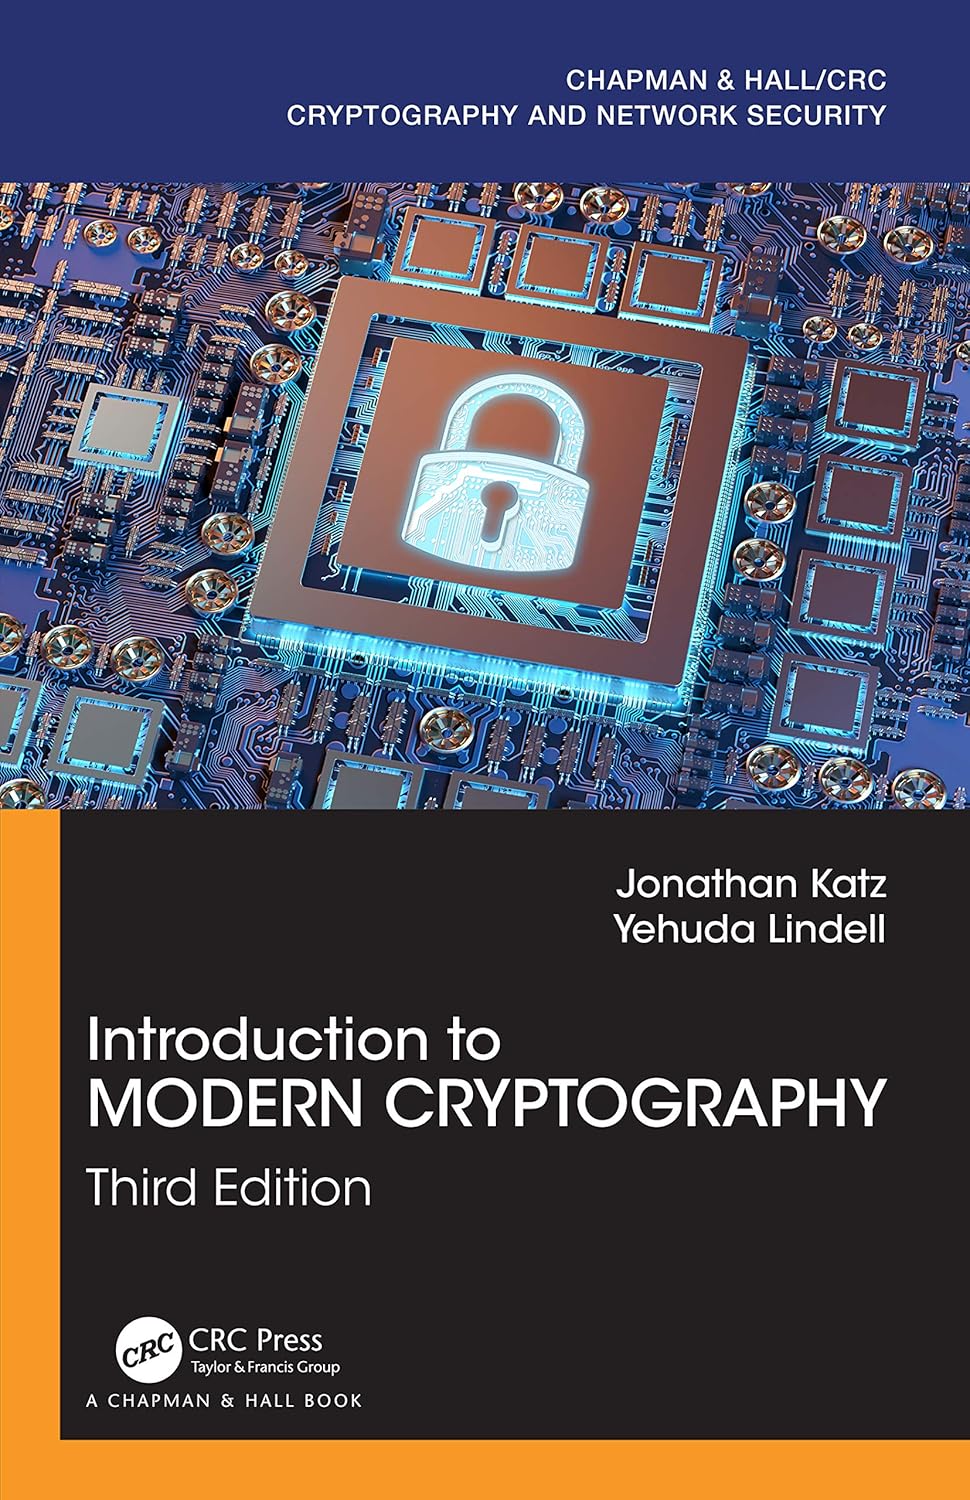 CHAPMAN & HALL/CRC
CRYPTOGRAPHY AND NETWORK SECURITY
Jonathan Katz
Yehuda Lindell
Introduction to
MODERN CRYPTOGRAPHY
Third Edition
CRC CRC Press
Taylor & Francis Group
A CHAPMAN & HALL BOOK